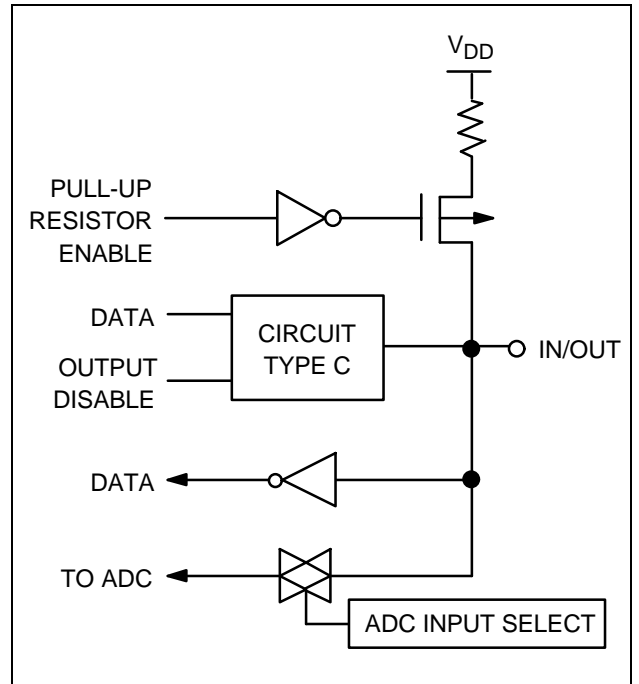 VDD
PULL-UP
RESISTOR
ENABLE
DATA
OUTPUT
DISABLE
CIRCUIT
TYPE C
IN/OUT
DATA
TO ADC
ADC INPUT SELECT